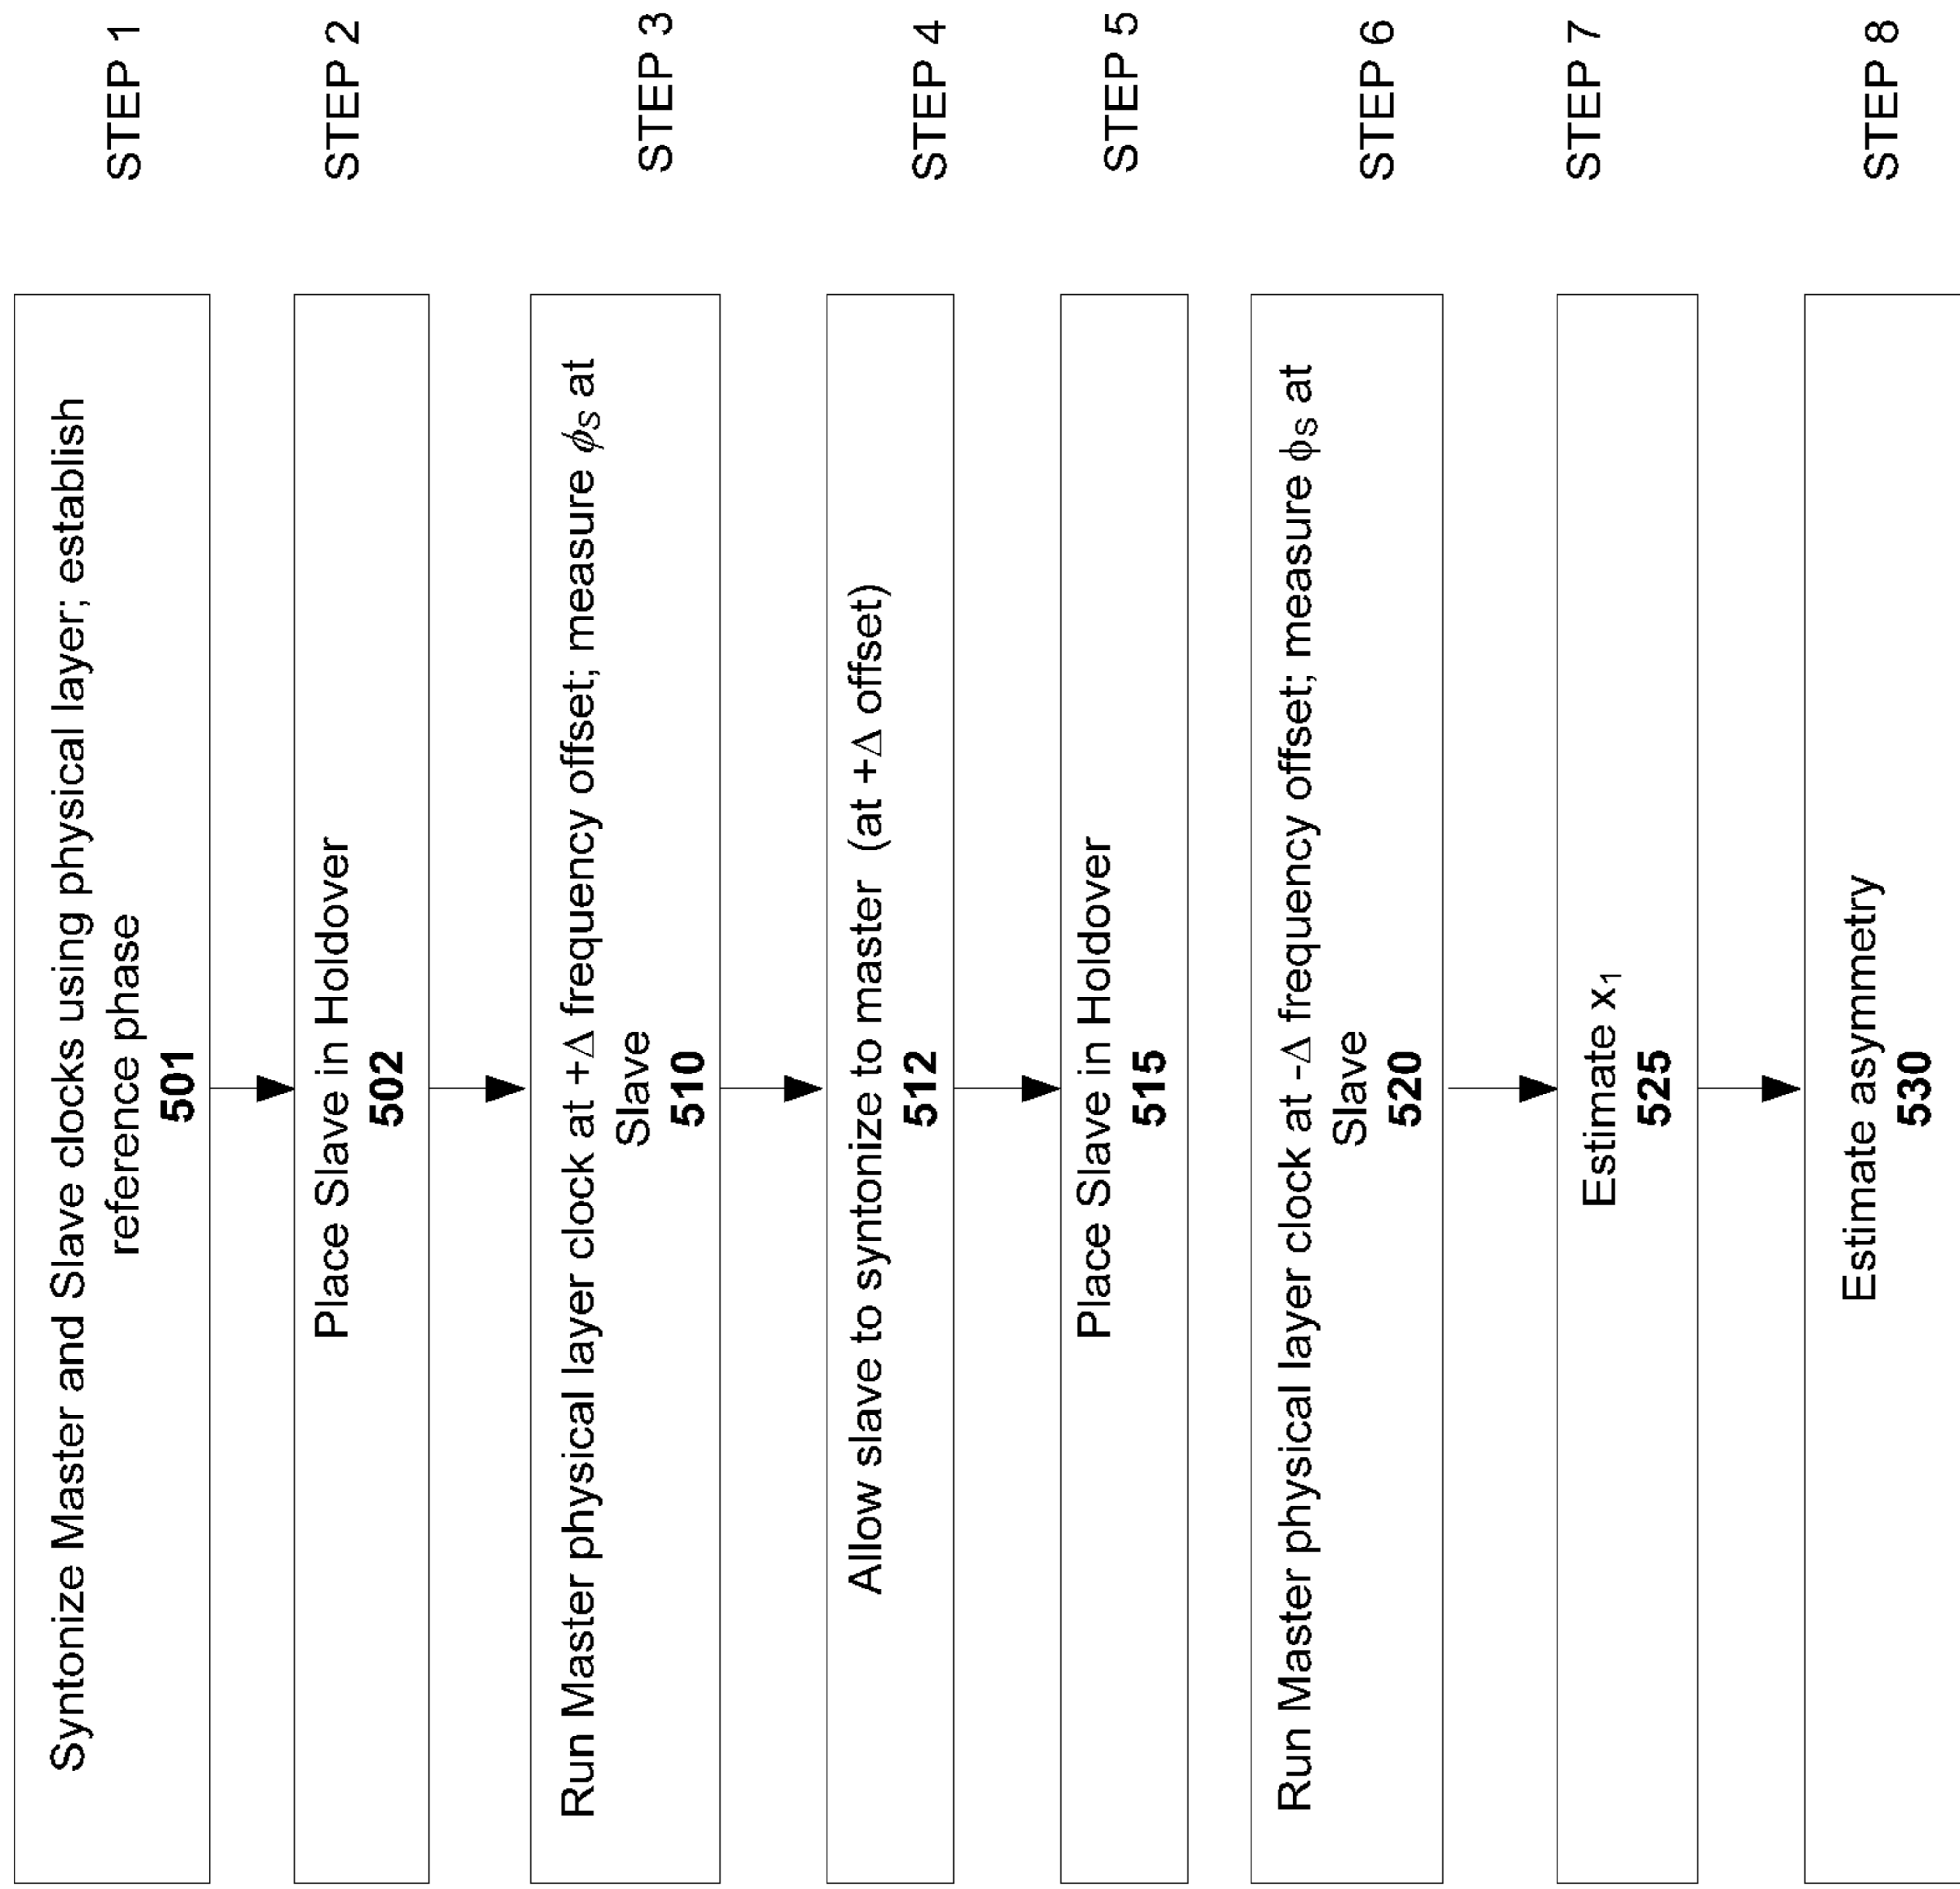 Syntonize Master and Slave clocks using physical layer; establish
reference phase
501
STEP 1
Place Slave in Holdover
502
STEP 2
Run Master physical layer clock at +Δ frequency offset; measure ϕS at
Slave
510
STEP 3
Allow slave to syntonize to master (at +Δ offset)
512
STEP 4
Place Slave in Holdover
515
STEP 5
Run Master physical layer clock at -Δ frequency offset; measure ϕS at
Slave
520
STEP 6
Estimate x1
525
STEP 7
Estimate asymmetry
530
STEP 8